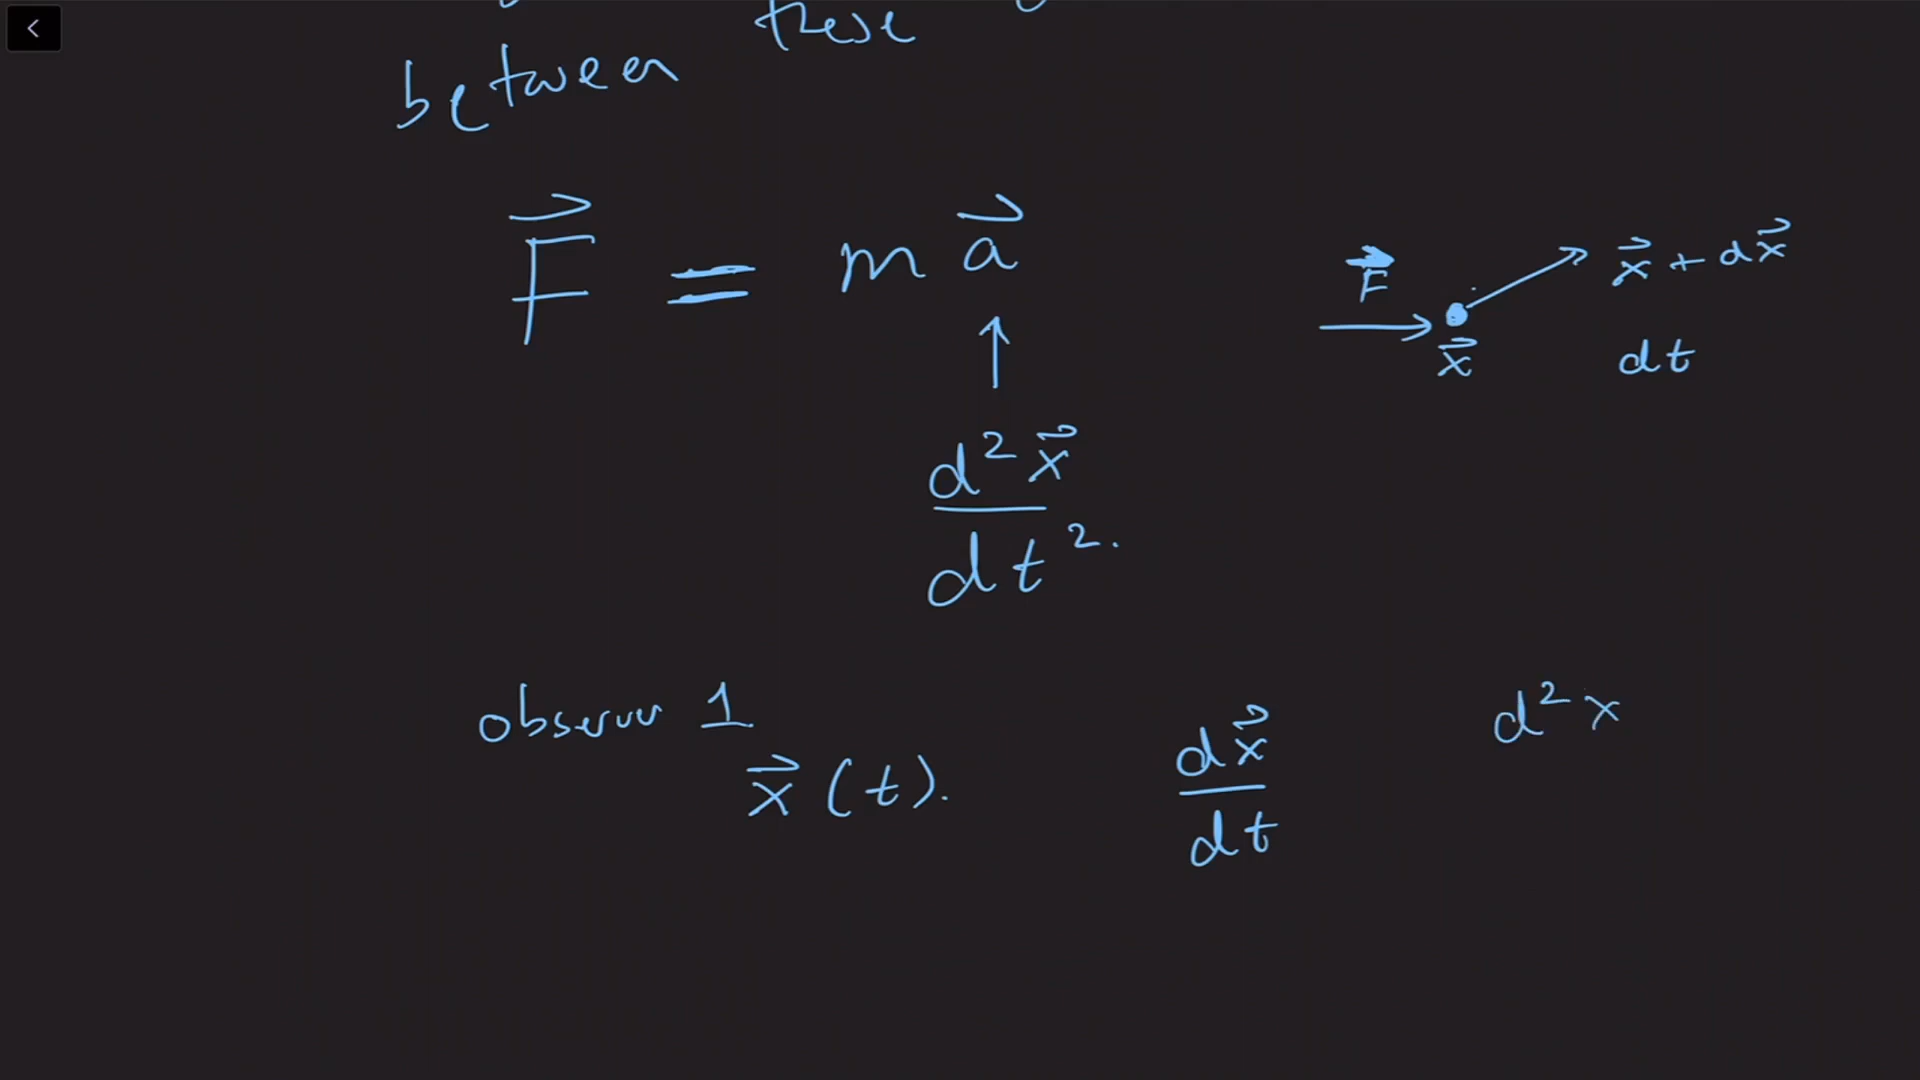 these
between
F⃗ = m a⃗
F⃗
x⃗ + dx⃗
x⃗
dt
d²x⃗
dt².
observer 1
x⃗(t).
dx⃗
dt
d²x